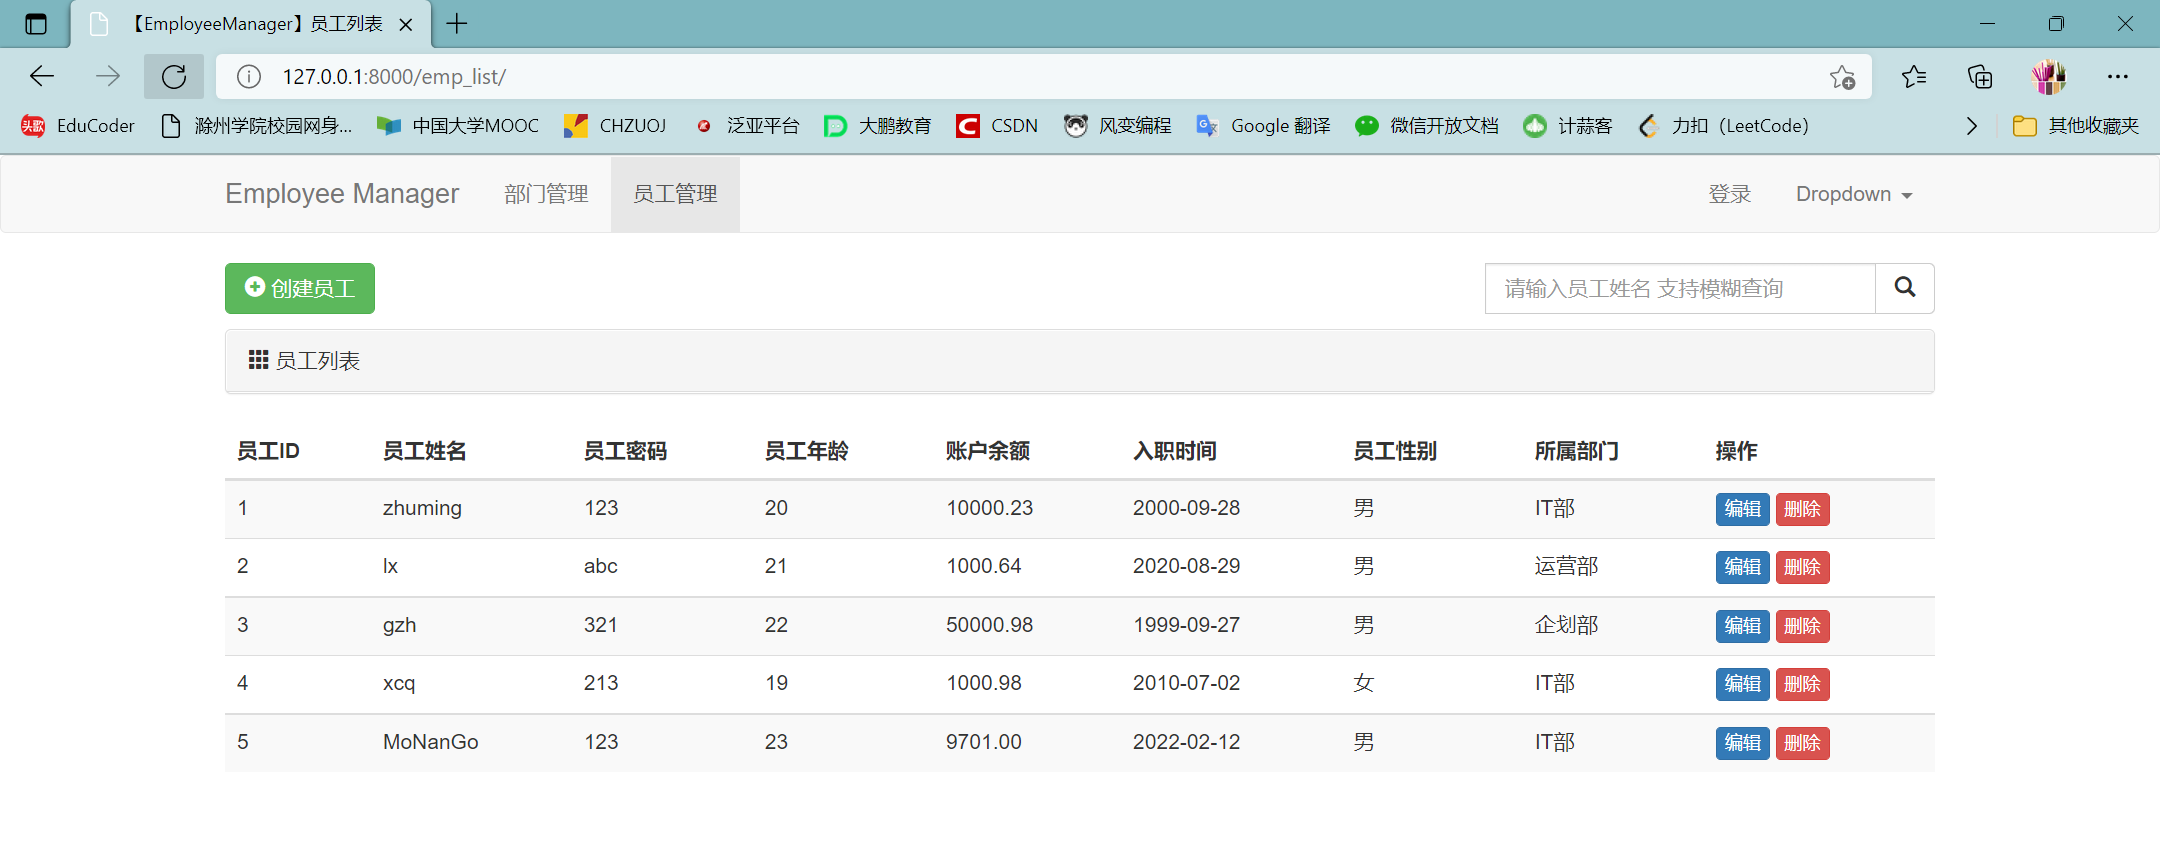 【EmployeeManager】员工列表
127.0.0.1:8000/emp_list/
头歌 EduCoder 滁州学院校园网身... 中国大学MOOC CHZUOJ 泛亚平台 大鹏教育 CSDN 风变编程 Google 翻译 微信开放文档 计蒜客 力扣（LeetCode） 其他收藏夹
Employee Manager 部门管理 员工管理 登录 Dropdown
创建员工 请输入员工姓名 支持模糊查询
员工列表
员工ID 员工姓名 员工密码 员工年龄 账户余额 入职时间 员工性别 所属部门 操作
1 zhuming 123 20 10000.23 2000-09-28 男 IT部 编辑 删除
2 lx abc 21 1000.64 2020-08-29 男 运营部 编辑 删除
3 gzh 321 22 50000.98 1999-09-27 男 企划部 编辑 删除
4 xcq 213 19 1000.98 2010-07-02 女 IT部 编辑 删除
5 MoNanGo 123 23 9701.00 2022-02-12 男 IT部 编辑 删除